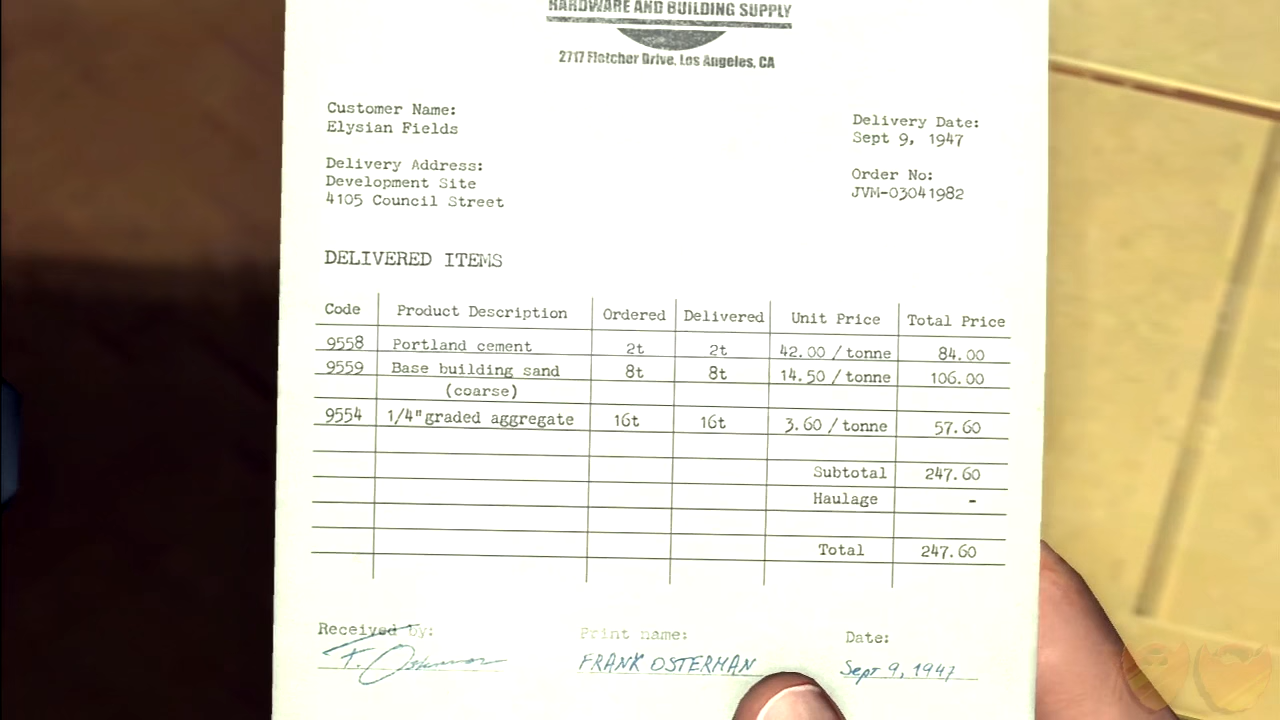 HARDWARE AND BUILDING SUPPLY
2717 Fletcher Drive, Los Angeles, CA
Customer Name:
Elysian Fields
Delivery Date:
Sept 9, 1947
Delivery Address:
Development Site
4105 Council Street
Order No:
JVM-03041982
DELIVERED ITEMS
Code Product Description Ordered Delivered Unit Price Total Price
9558 Portland cement 2t 2t 42.00 / tonne 84.00
9559 Base building sand 8t 8t 14.50 / tonne 106.00
(coarse)
9554 1/4" graded aggregate 16t 16t 3.60 / tonne 57.60
Subtotal 247.60
Haulage -
Total 247.60
Received by: Print name: Date:
F. Osterman FRANK OSTERMAN Sept 9, 1947